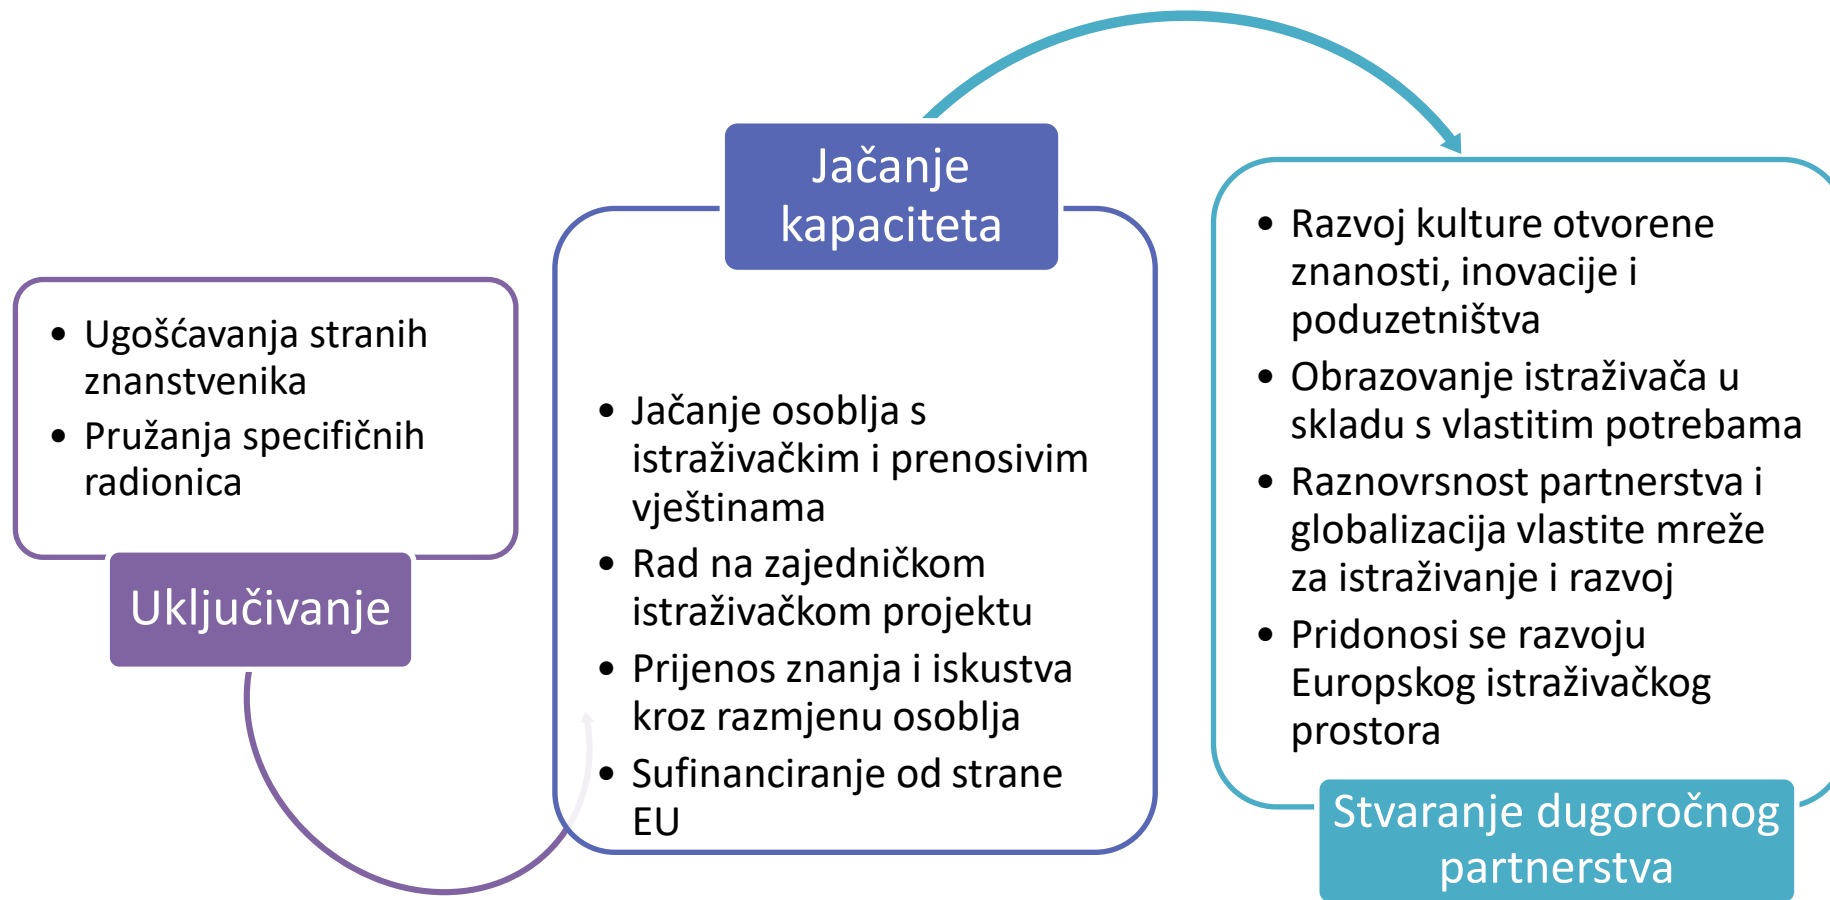 • Ugošćavanja stranih
znanstvenika
• Pružanja specifičnih
radionica
Uključivanje
Jačanje
kapaciteta
• Jačanje osoblja s
istraživačkim i prenosivim
vještinama
• Rad na zajedničkom
istraživačkom projektu
• Prijenos znanja i iskustva
kroz razmjenu osoblja
• Sufinanciranje od strane
EU
• Razvoj kulture otvorene
znanosti, inovacije i
poduzetništva
• Obrazovanje istraživača u
skladu s vlastitim potrebama
• Raznovrsnost partnerstva i
globalizacija vlastite mreže
za istraživanje i razvoj
• Pridonosi se razvoju
Europskog istraživačkog
prostora
Stvaranje dugoročnog
partnerstva